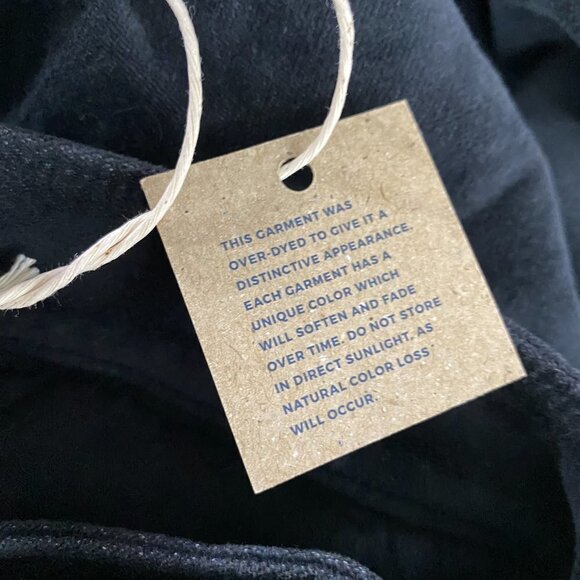 THIS GARMENT WAS
OVER-DYED TO GIVE IT A
DISTINCTIVE APPEARANCE.
EACH GARMENT HAS A
UNIQUE COLOR WHICH
WILL SOFTEN AND FADE
OVER TIME. DO NOT STORE
IN DIRECT SUNLIGHT, AS
NATURAL COLOR LOSS
WILL OCCUR.